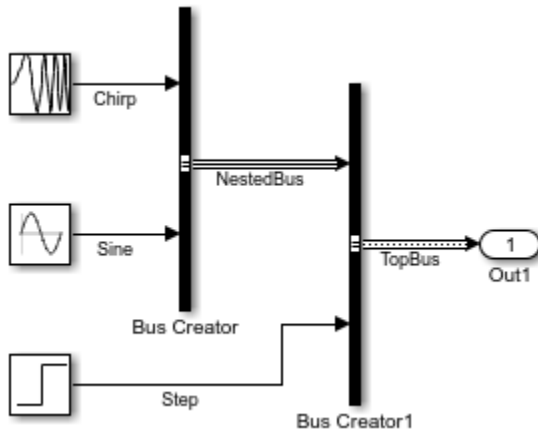 Chirp
NestedBus
Sine
1
TopBus
Out1
Bus Creator
Step
Bus Creator1